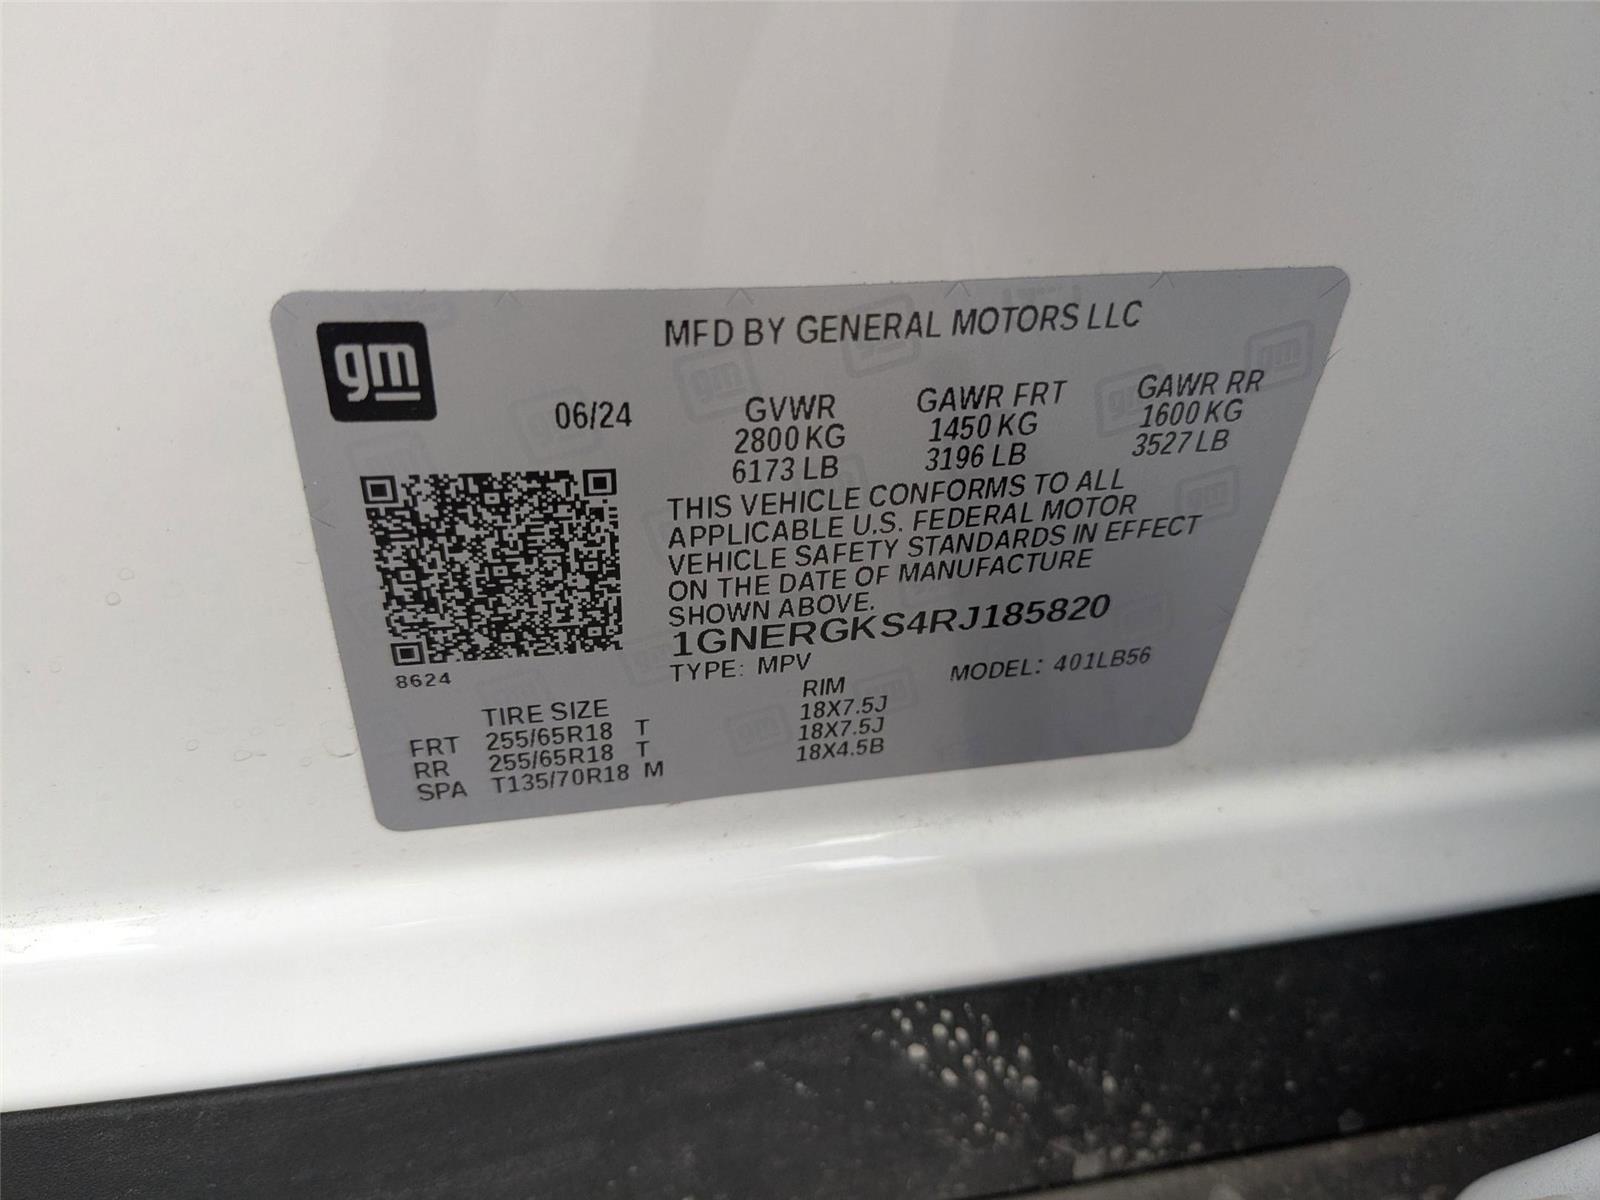 MFD BY GENERAL MOTORS LLC
gm
06/24 GVWR GAWR FRT GAWR RR
2800 KG 1450 KG 1600 KG
6173 LB 3196 LB 3527 LB
THIS VEHICLE CONFORMS TO ALL
APPLICABLE U.S. FEDERAL MOTOR
VEHICLE SAFETY STANDARDS IN EFFECT
ON THE DATE OF MANUFACTURE
SHOWN ABOVE.
1GNERGKS4RJ185820
TYPE: MPV MODEL: 401LB56
8624
TIRE SIZE RIM
FRT 255/65R18 T 18X7.5J
RR 255/65R18 T 18X7.5J
SPA T135/70R18 M 18X4.5B